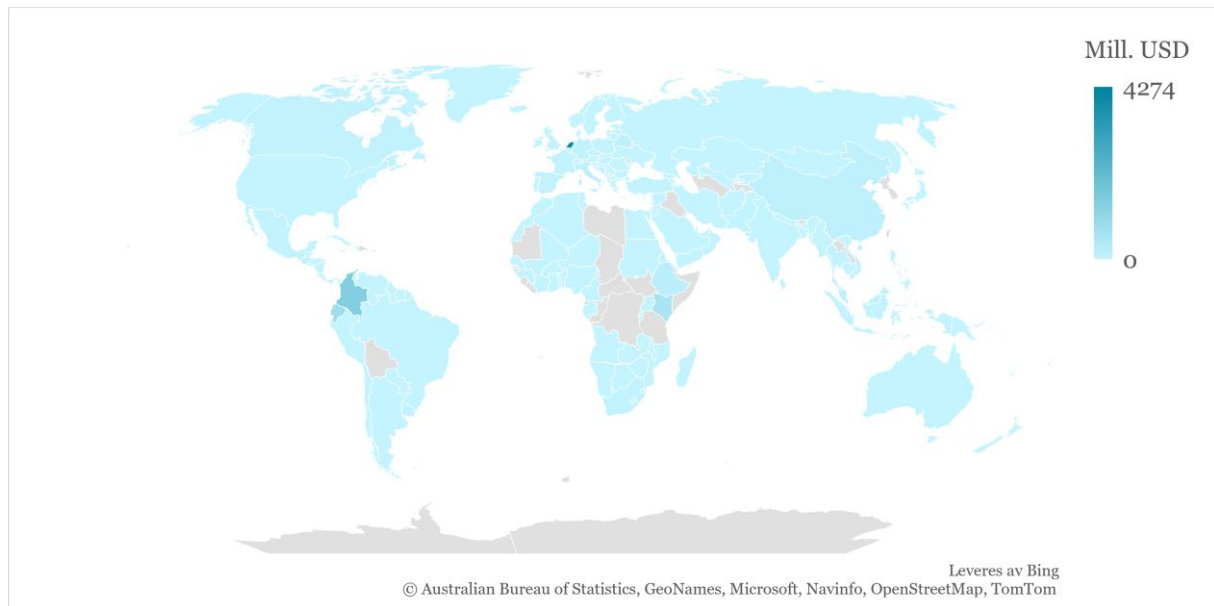 Mill. USD
4274
0
Leveres av Bing
© Australian Bureau of Statistics, GeoNames, Microsoft, Navinfo, OpenStreetMap, TomTom